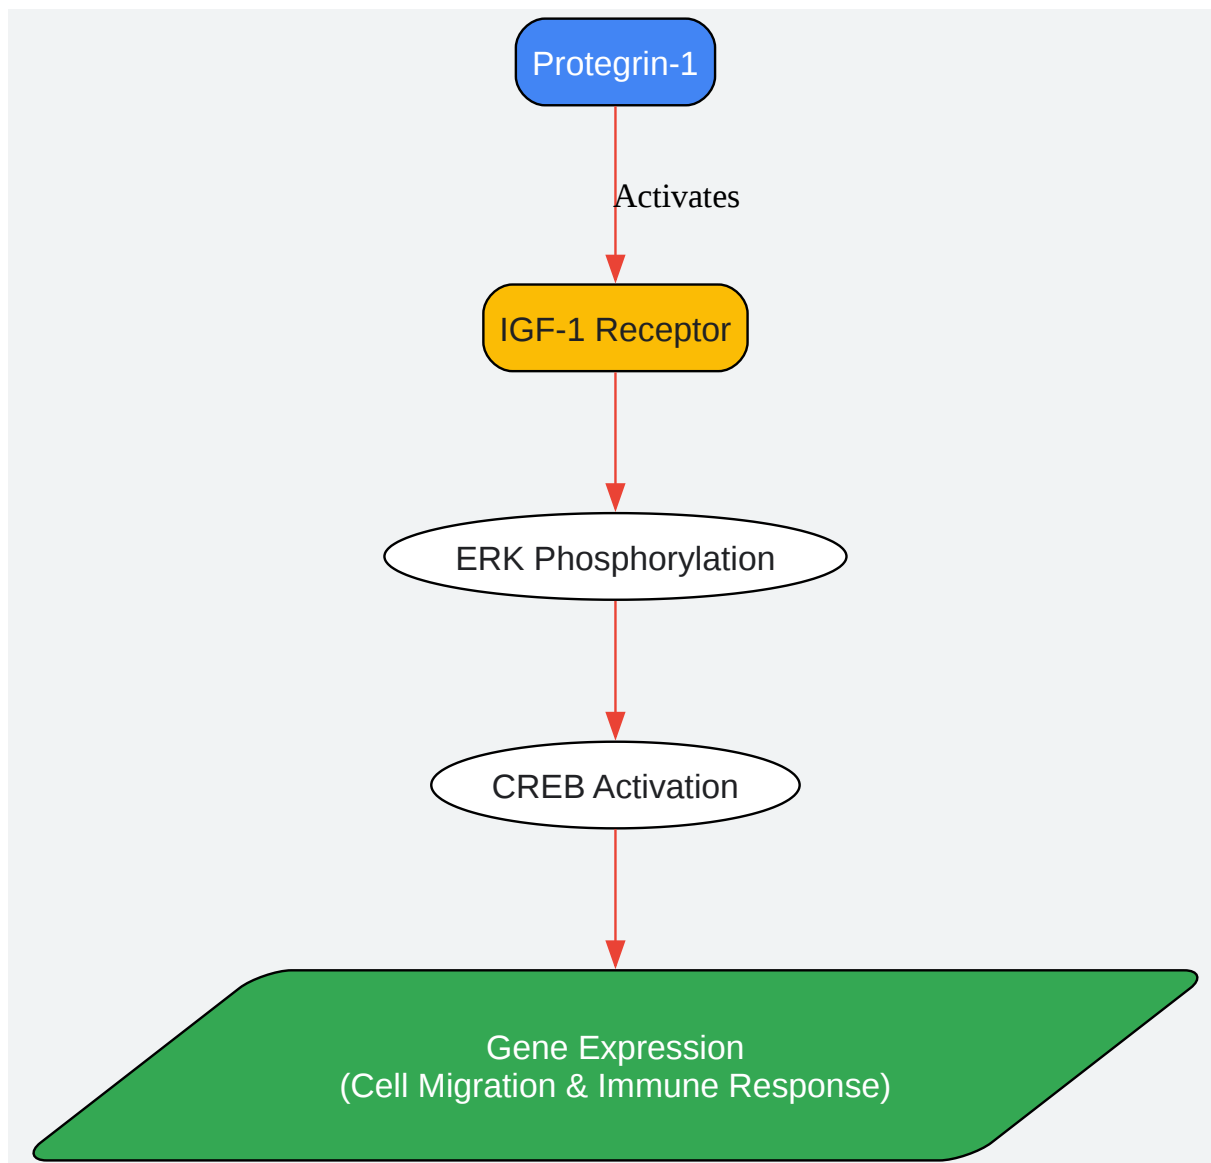 Protegrin-1
Activates
IGF-1 Receptor
ERK Phosphorylation
CREB Activation
Gene Expression
(Cell Migration & Immune Response)